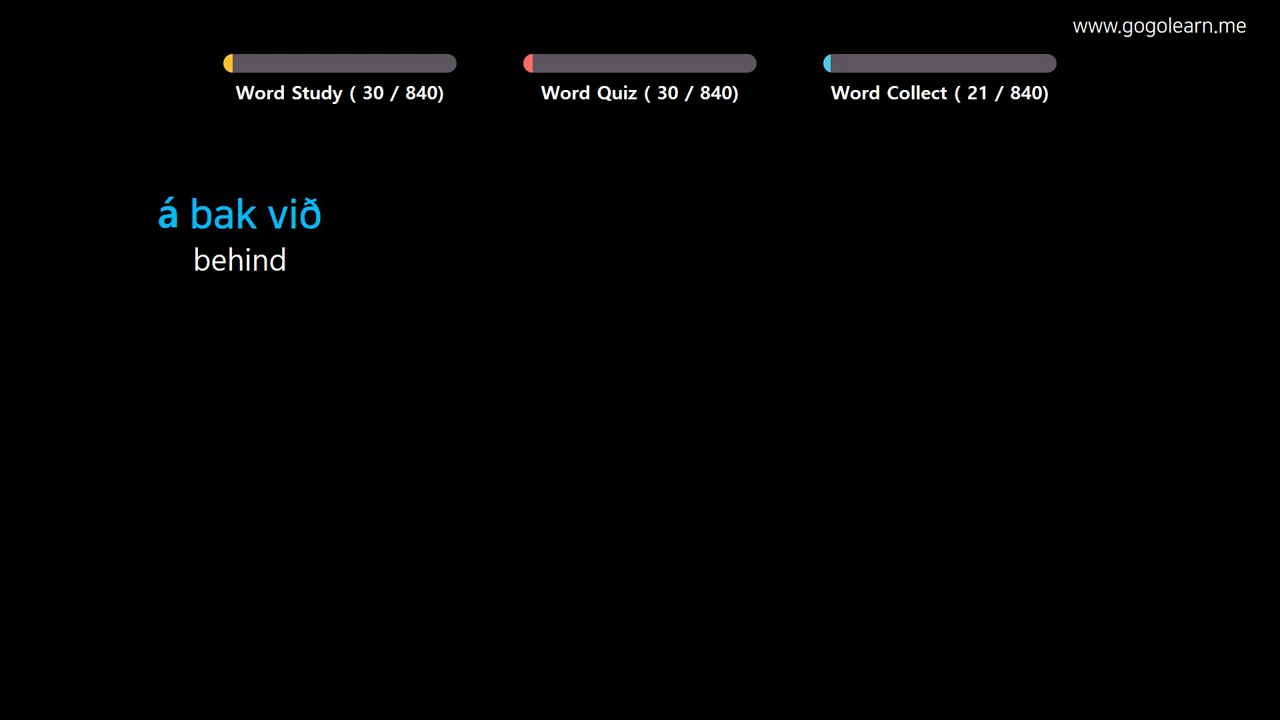 www.gogolearn.me
Word Study ( 30 / 840)
Word Quiz ( 30 / 840)
Word Collect ( 21 / 840)
á bak við
behind